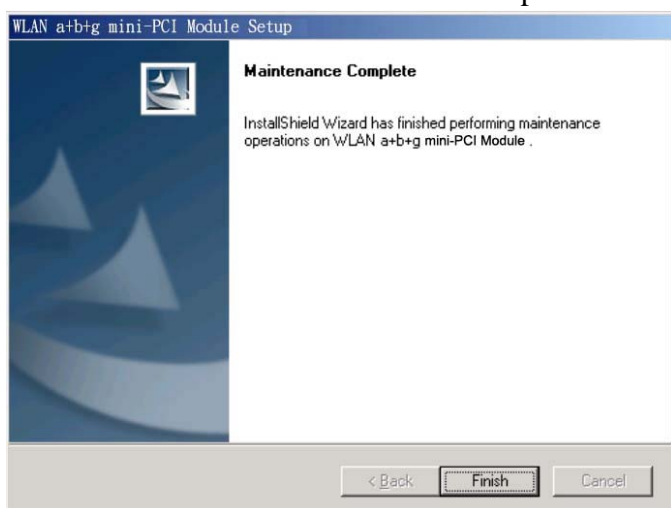 WLAN a+b+g mini-PCI Module Setup
Maintenance Complete
InstallShield Wizard has finished performing maintenance
operations on WLAN a+b+g mini-PCI Module .
< Back
Finish
Cancel